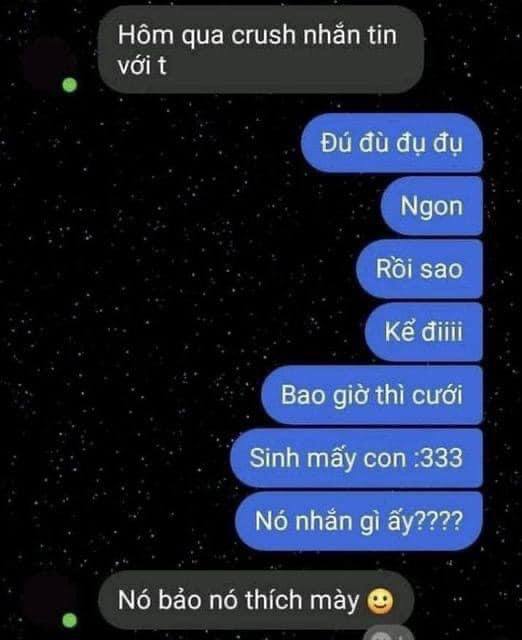 Hôm qua crush nhắn tin
với t
Đú đù đụ đụ
Ngon
Rồi sao
Kể điiii
Bao giờ thì cưới
Sinh mấy con :333
Nó nhắn gì ấy????
Nó bảo nó thích mày 🙂